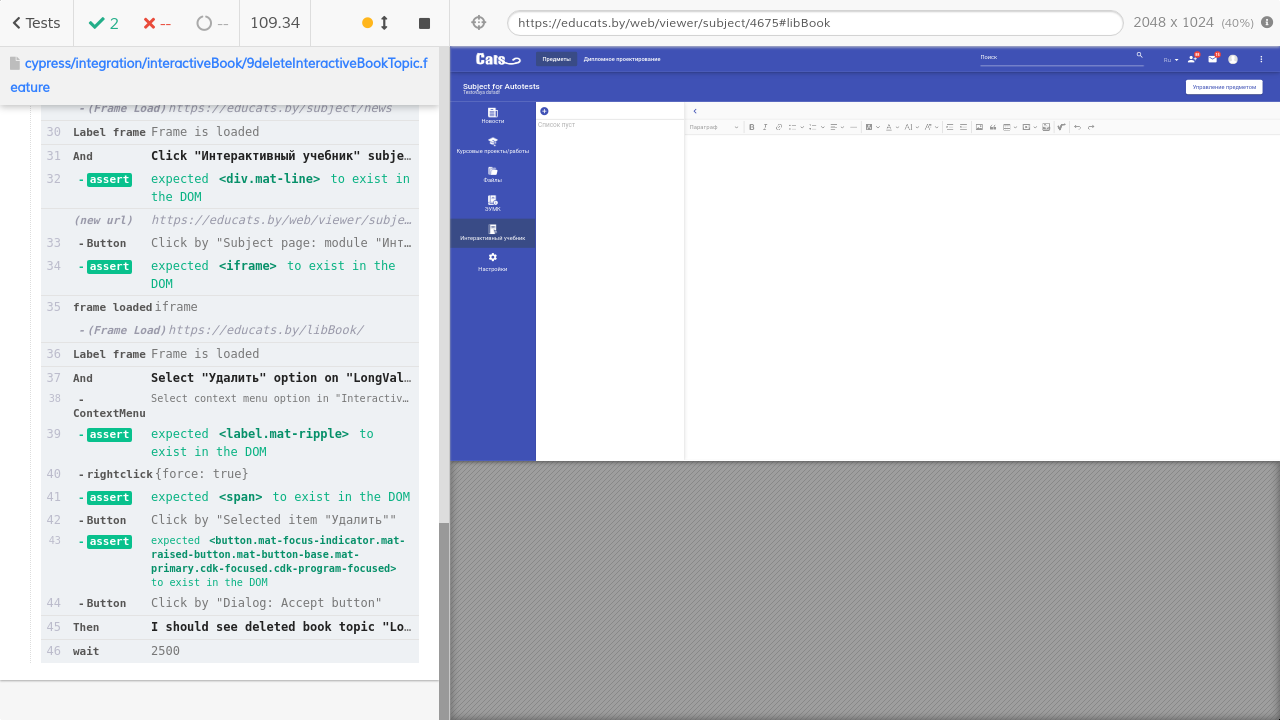 Tests
2
--
--
109.34
https://educats.by/web/viewer/subject/4675#libBook
2048 x 1024 (40%)
cypress/integration/interactiveBook/9deleteInteractiveBookTopic.f
eature
-(Frame Load) https://educats.by/subject/news
30 Label frame Frame is loaded
31 And Click "Интерактивный учебник" subje…
32 -assert expected <div.mat-line> to exist in
the DOM
(new url) https://educats.by/web/viewer/subje…
33 -Button Click by "Subject page: module "Инт…
34 -assert expected <iframe> to exist in the
DOM
35 frame loaded iframe
-(Frame Load) https://educats.by/libBook/
36 Label frame Frame is loaded
37 And Select "Удалить" option on "LongVal…
38 - Select context menu option in "Interactiv…
ContextMenu
39 -assert expected <label.mat-ripple> to
exist in the DOM
40 -rightclick {force: true}
41 -assert expected <span> to exist in the DOM
42 -Button Click by "Selected item "Удалить""
43 -assert expected <button.mat-focus-indicator.mat-
raised-button.mat-button-base.mat-
primary.cdk-focused.cdk-program-focused>
to exist in the DOM
44 -Button Click by "Dialog: Accept button"
45 Then I should see deleted book topic "Lo…
46 wait 2500
Cats
Предметы
Дипломное проектирование
Поиск
Ru
Subject for Autotests
Управление предметом
Новости
Курсовые проекты/работы
Файлы
ЭУМК
Интерактивный учебник
Настройки
Список пуст
Параграф
B I